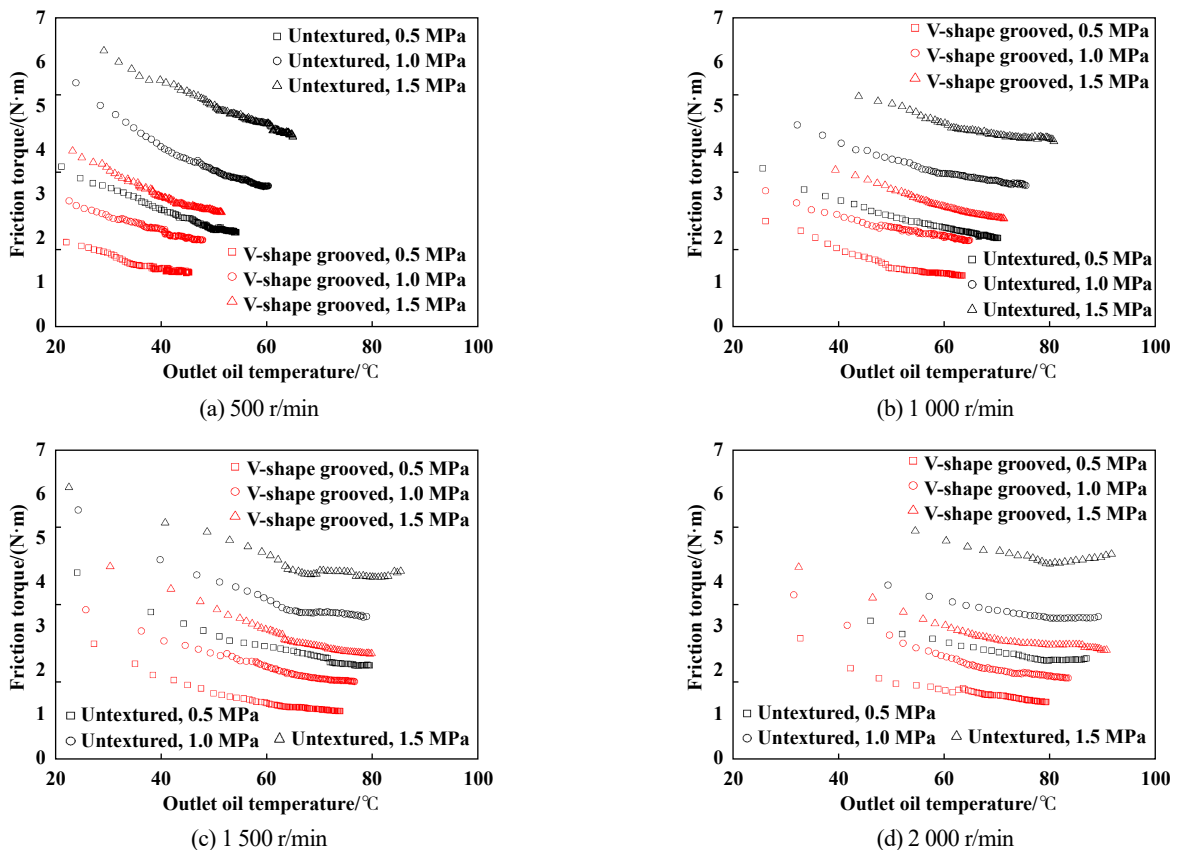 7
6
5
4
3
2
1
0
Friction torque/(N·m)
Untextured, 0.5 MPa
Untextured, 1.0 MPa
Untextured, 1.5 MPa
V-shape grooved, 0.5 MPa
V-shape grooved, 1.0 MPa
V-shape grooved, 1.5 MPa
20 40 60 80 100
Outlet oil temperature/℃
(a) 500 r/min
7
6
5
4
3
2
1
0
Friction torque/(N·m)
V-shape grooved, 0.5 MPa
V-shape grooved, 1.0 MPa
V-shape grooved, 1.5 MPa
Untextured, 0.5 MPa
Untextured, 1.0 MPa
Untextured, 1.5 MPa
20 40 60 80 100
Outlet oil temperature/℃
(b) 1 000 r/min
7
6
5
4
3
2
1
0
Friction torque/(N·m)
V-shape grooved, 0.5 MPa
V-shape grooved, 1.0 MPa
V-shape grooved, 1.5 MPa
Untextured, 0.5 MPa
Untextured, 1.0 MPa Untextured, 1.5 MPa
20 40 60 80 100
Outlet oil temperature/℃
(c) 1 500 r/min
7
6
5
4
3
2
1
0
Friction torque/(N·m)
V-shape grooved, 0.5 MPa
V-shape grooved, 1.0 MPa
V-shape grooved, 1.5 MPa
Untextured, 0.5 MPa
Untextured, 1.0 MPa Untextured, 1.5 MPa
20 40 60 80 100
Outlet oil temperature/℃
(d) 2 000 r/min